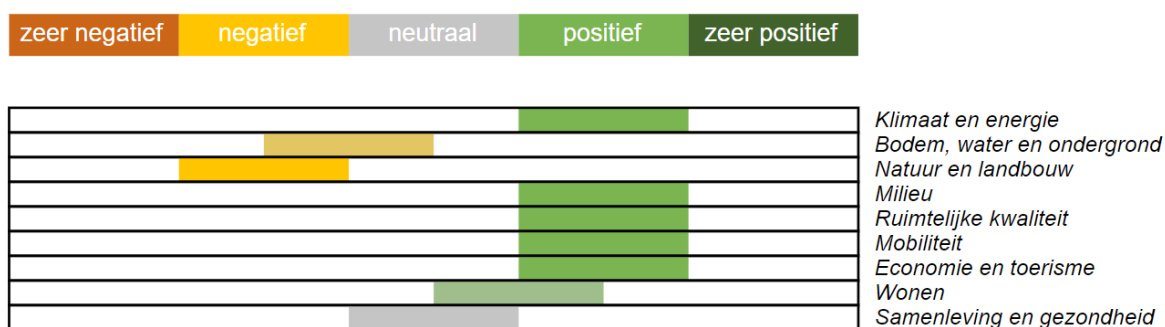 zeer negatief negatief neutraal positief zeer positief
Klimaat en energie
Bodem, water en ondergrond
Natuur en landbouw
Milieu
Ruimtelijke kwaliteit
Mobiliteit
Economie en toerisme
Wonen
Samenleving en gezondheid